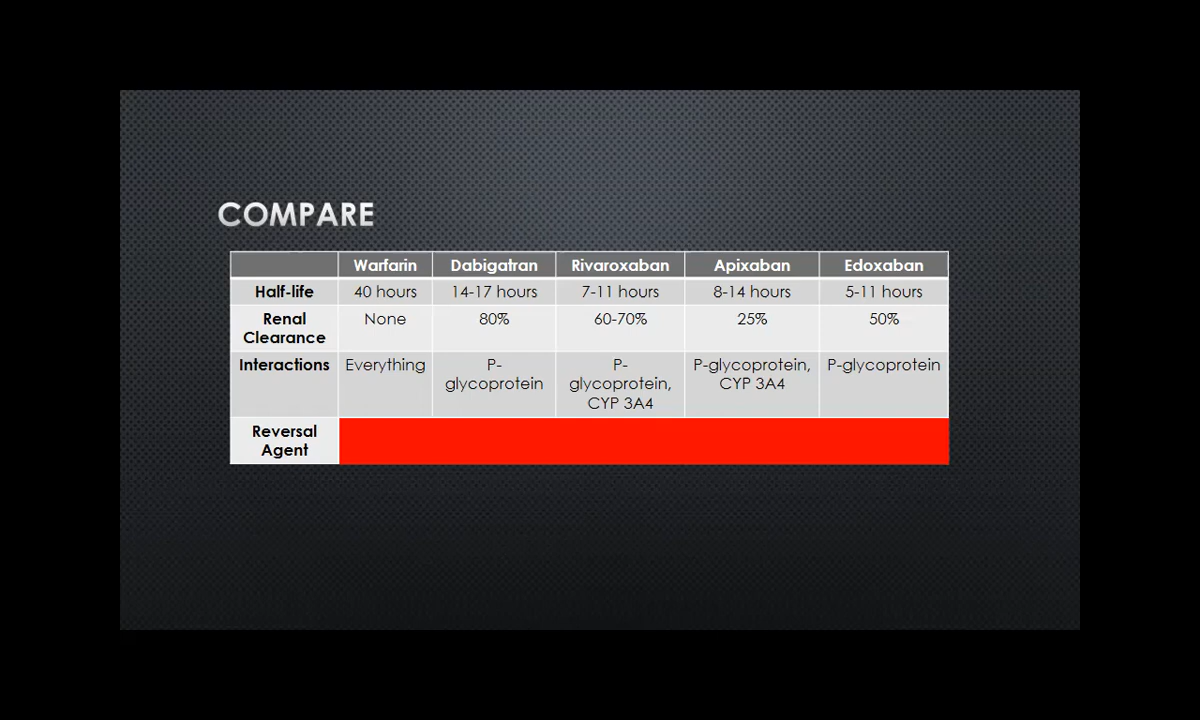 COMPARE
Warfarin Dabigatran Rivaroxaban Apixaban Edoxaban
Half-life 40 hours 14-17 hours 7-11 hours 8-14 hours 5-11 hours
Renal Clearance None 80% 60-70% 25% 50%
Interactions Everything P-glycoprotein P-glycoprotein, CYP 3A4 P-glycoprotein, CYP 3A4 P-glycoprotein
Reversal Agent